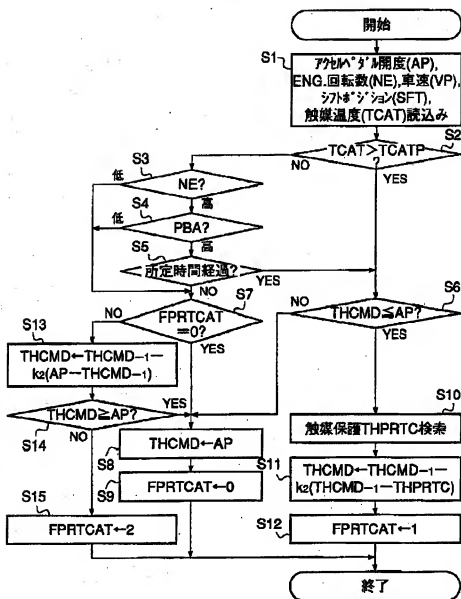 開始
S1
アクセルペダル開度(AP),
ENG.回転数(NE),車速(VP)
シフトポジション(SFT),
触媒温度(TCAT)読込み
S2
TCAT>TCATP
?
NO
YES
S3
NE?
低
高
S4
PBA?
低
高
S5
所定時間経過?
YES
NO
S6
THCMD≦AP?
NO
YES
S7
FPRTCAT
=0?
NO
YES
S13
THCMD←THCMD-1−
k2(AP−THCMD-1)
S14
THCMD≧AP?
YES
NO
S8
THCMD←AP
S9
FPRTCAT←0
S10
触媒保護THPRTC検索
S11
THCMD←THCMD-1−
k2(THCMD-1−THPRTC)
S12
FPRTCAT←1
S15
FPRTCAT←2
終了